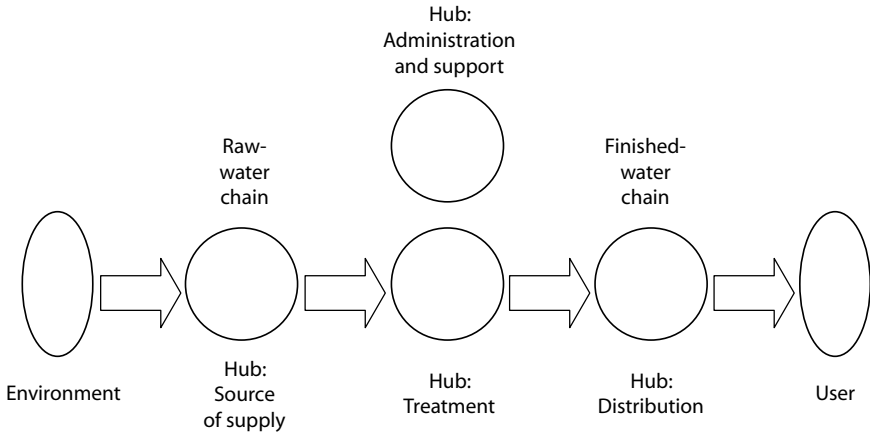 Hub:
Administration
and support
Raw-
water
chain
Finished-
water
chain
Environment
Hub:
Source
of supply
Hub:
Treatment
Hub:
Distribution
User